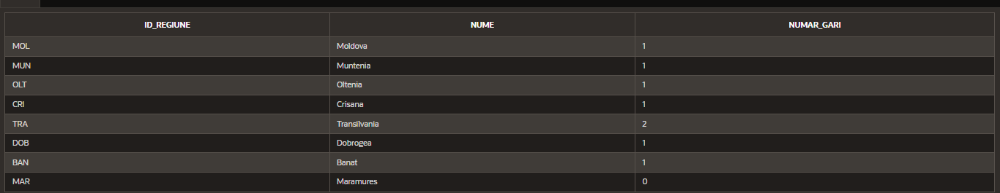 ID_REGIUNE NUME NUMAR_GARI
MOL Moldova 1
MUN Muntenia 1
OLT Oltenia 1
CRI Crisana 1
TRA Transilvania 2
DOB Dobrogea 1
BAN Banat 1
MAR Maramures 0